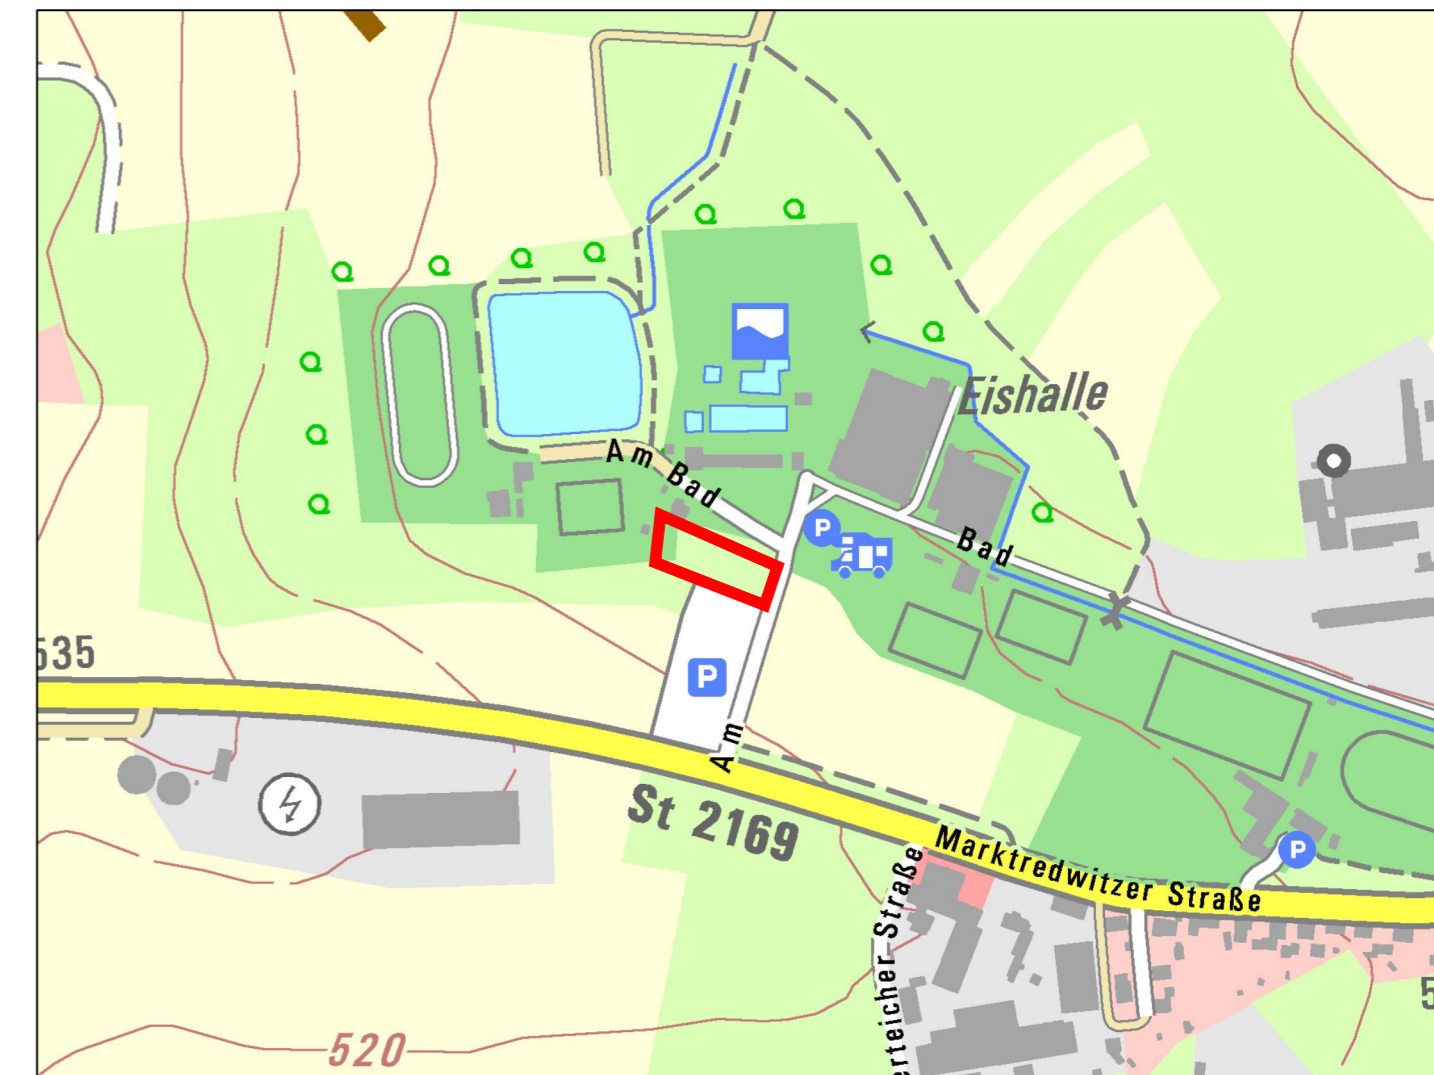 Eishalle
Am Bad
P
Bad
535
P
Am
St 2169
Marktredwitzer Straße
P
erteicher Straße
520
5